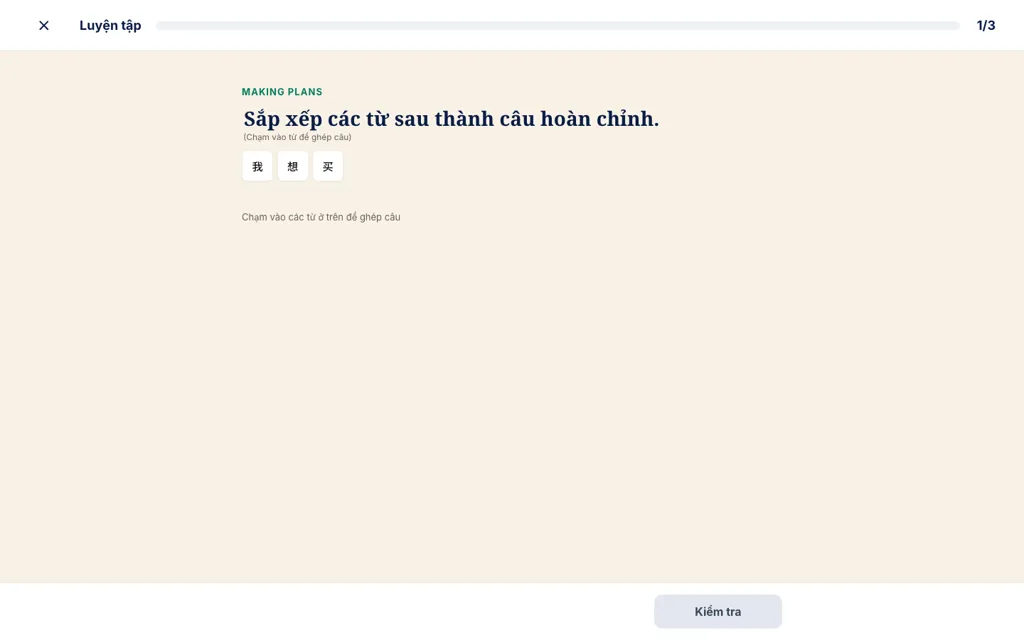 Luyện tập
1/3
MAKING PLANS
Sắp xếp các từ sau thành câu hoàn chỉnh.
(Chạm vào từ để ghép câu)
我 想 买
Chạm vào các từ ở trên để ghép câu
Kiểm tra